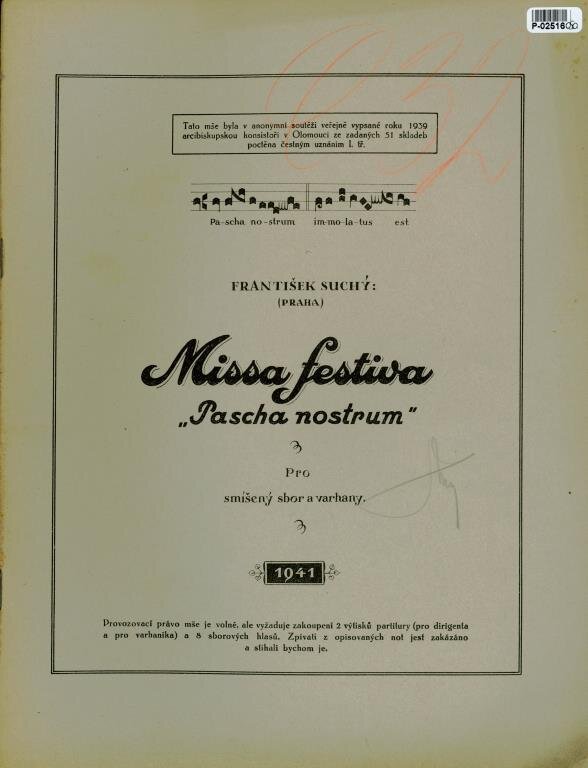 P-02516
Tato mše byla v anonymní soutěži veřejně vypsané roku 1939
arcibiskupskou konsistoří v Olomouci ze zadaných 51 skladeb
poctěna čestným uznáním I. tř.
Pa-scha no-strum im-mo-la-tus est
FRANTIŠEK SUCHÝ:
(PRAHA)
Missa festiva
„Pascha nostrum"
Pro
smíšený sbor a varhany.
1941
Provozovací právo mše je volné, ale vyžaduje zakoupení 2 výtisků partitury (pro dirigenta
a pro varhaníka) a 8 sborových hlasů. Zpívati z opisovaných not jest zakázáno
a stíhali bychom je.